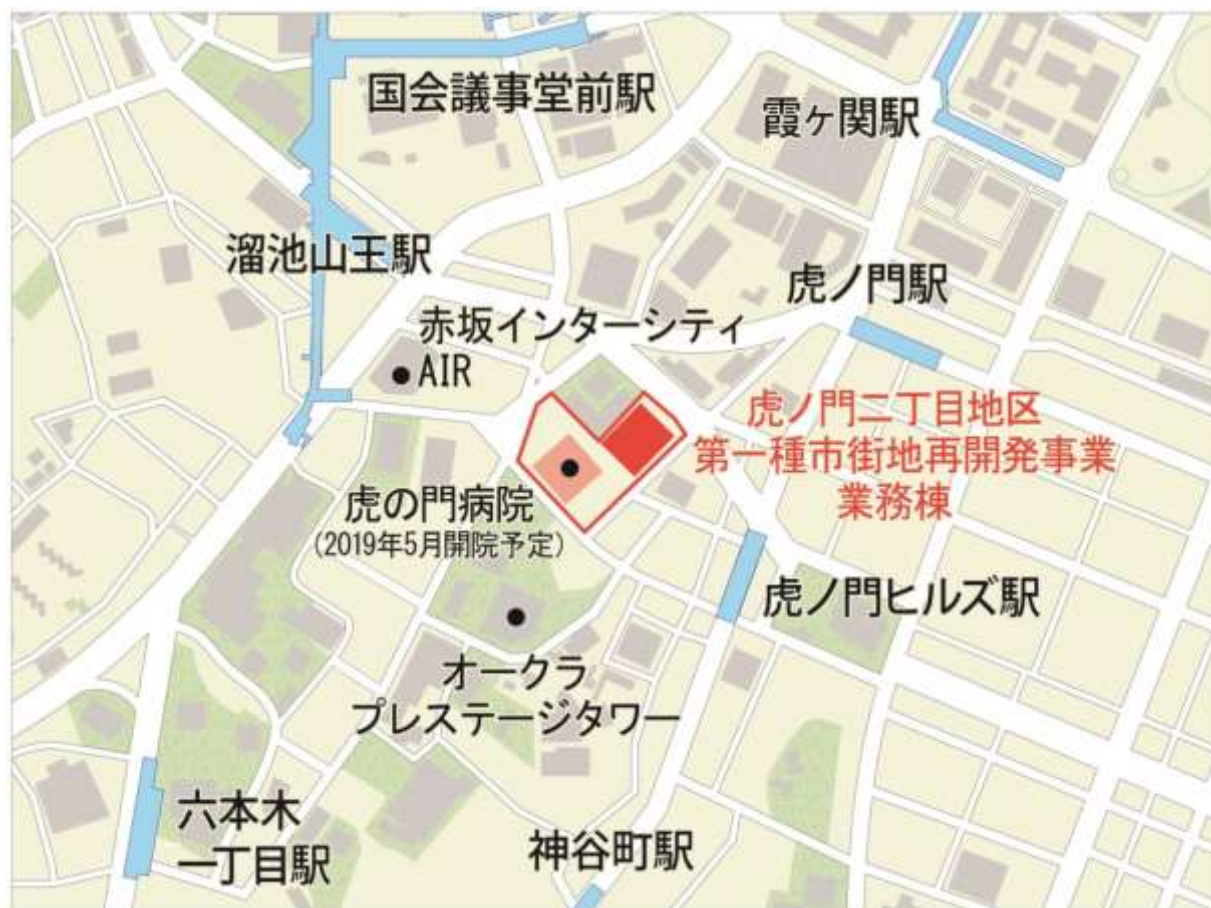 国会議事堂前駅
霞ヶ関駅
溜池山王駅
虎ノ門駅
赤坂インターシティ
AIR
虎ノ門二丁目地区
第一種市街地再開発事業
業務棟
虎の門病院
(2019年5月開院予定)
虎ノ門ヒルズ駅
オークラ
プレステージタワー
六本木
一丁目駅
神谷町駅